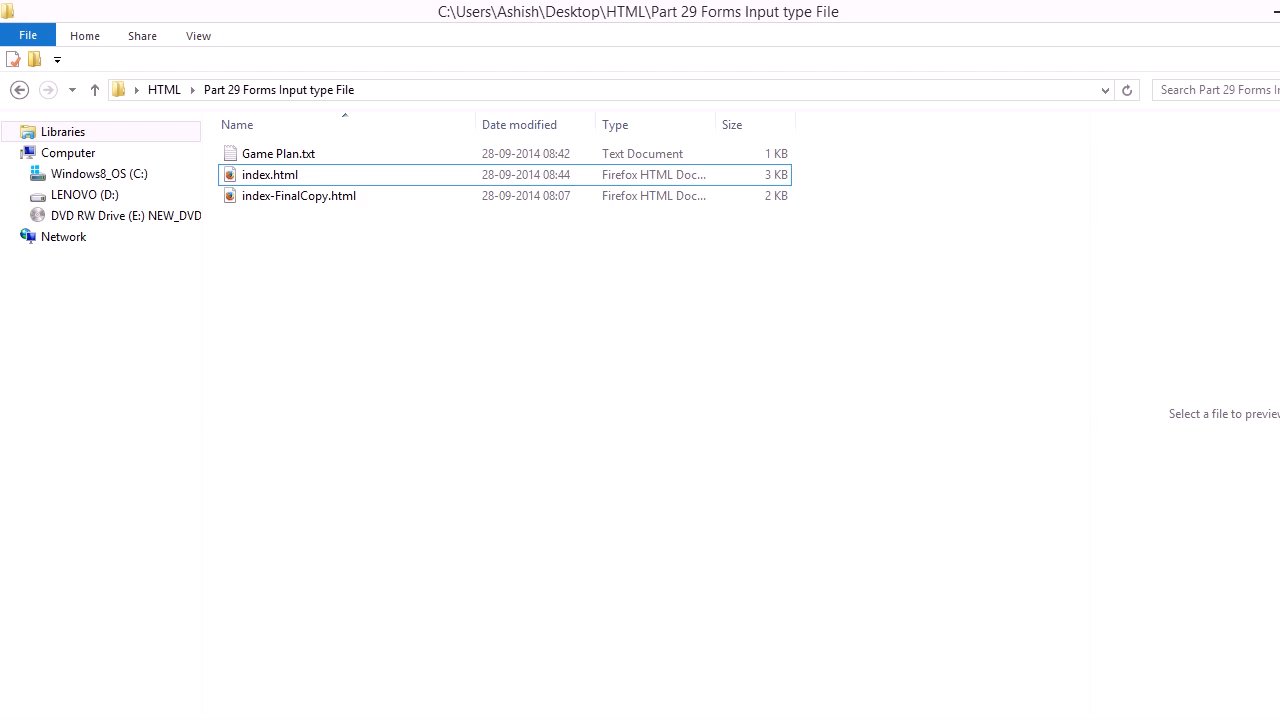 C:\Users\Ashish\Desktop\HTML\Part 29 Forms Input type File
File Home Share View
HTML Part 29 Forms Input type File Search Part 29 Forms
Name Date modified Type Size
Libraries
Computer Game Plan.txt 28-09-2014 08:42 Text Document 1 KB
Windows8_OS (C:) index.html 28-09-2014 08:44 Firefox HTML Doc... 3 KB
LENOVO (D:) index-FinalCopy.html 28-09-2014 08:07 Firefox HTML Doc... 2 KB
DVD RW Drive (E:) NEW_DVD
Network
Select a file to preview